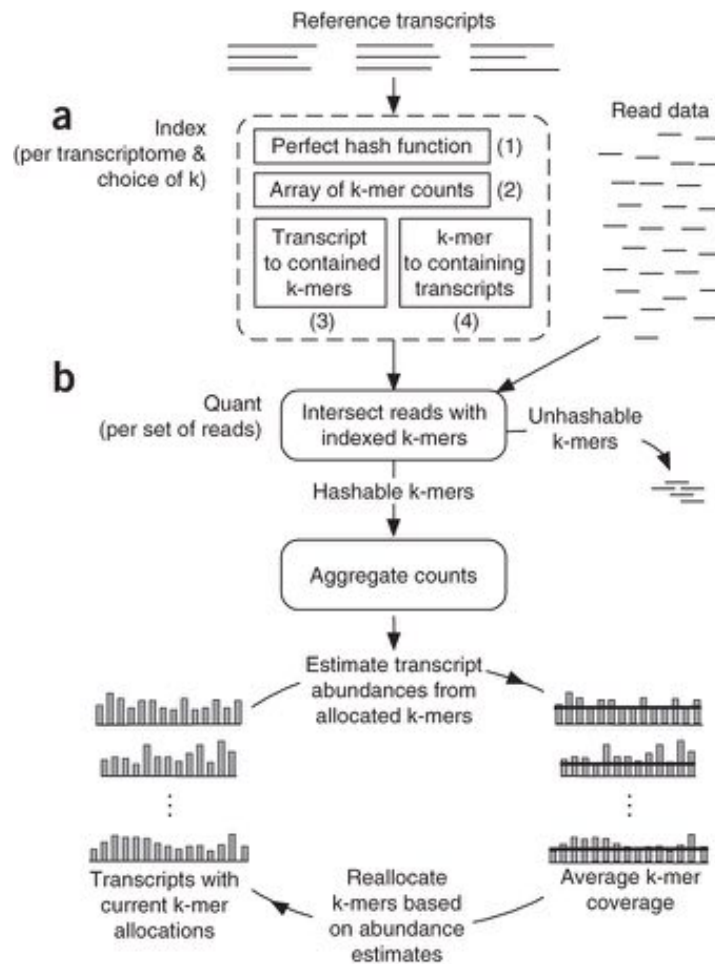 Reference transcripts
a
Index
(per transcriptome &
choice of k)
Read data
Perfect hash function
(1)
Array of k-mer counts
(2)
Transcript
to contained
k-mers
k-mer
to containing
transcripts
(3)
(4)
b
Quant
(per set of reads)
Intersect reads with
indexed k-mers
Unhashable
k-mers
Hashable k-mers
Aggregate counts
Estimate transcript
abundances from
allocated k-mers
Transcripts with
current k-mer
allocations
Reallocate
k-mers based
on abundance
estimates
Average k-mer
coverage